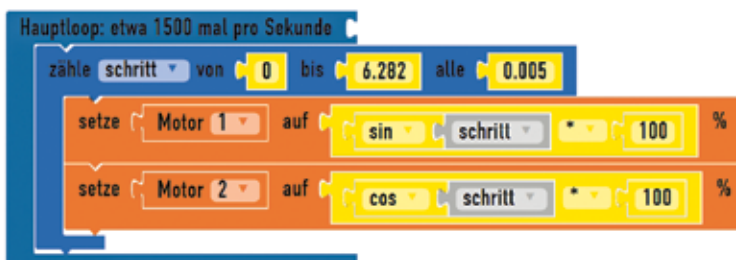 Hauptloop: etwa 1500 mal pro Sekunde
zähle schritt von 0 bis 6.282 alle 0.005
setze Motor 1 auf sin schritt * 100 %
setze Motor 2 auf cos schritt * 100 %